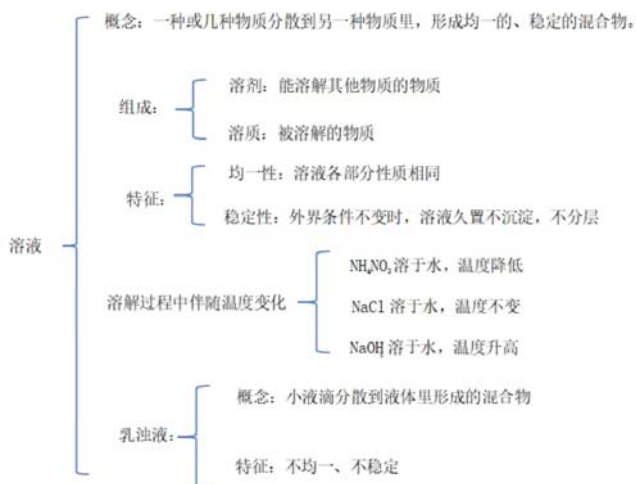 概念：一种或几种物质分散到另一种物质里，形成均一的、稳定的混合物。
组成：
溶剂：能溶解其他物质的物质
溶质：被溶解的物质
特征：
均一性：溶液各部分性质相同
稳定性：外界条件不变时，溶液久置不沉淀，不分层
溶液
溶解过程中伴随温度变化
NH₄NO₃溶于水，温度降低
NaCl 溶于水，温度不变
NaOH 溶于水，温度升高
乳浊液：
概念：小液滴分散到液体里形成的混合物
特征：不均一、不稳定